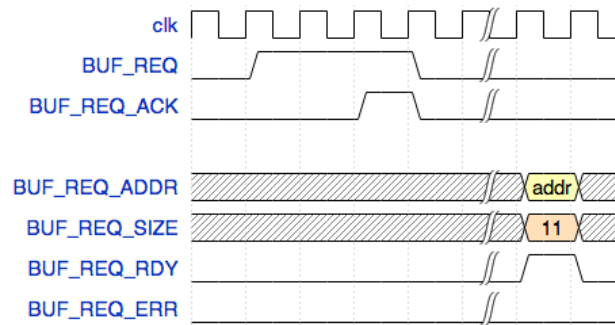 clk
BUF_REQ
BUF_REQ_ACK
BUF_REQ_ADDR addr
BUF_REQ_SIZE 11
BUF_REQ_RDY
BUF_REQ_ERR